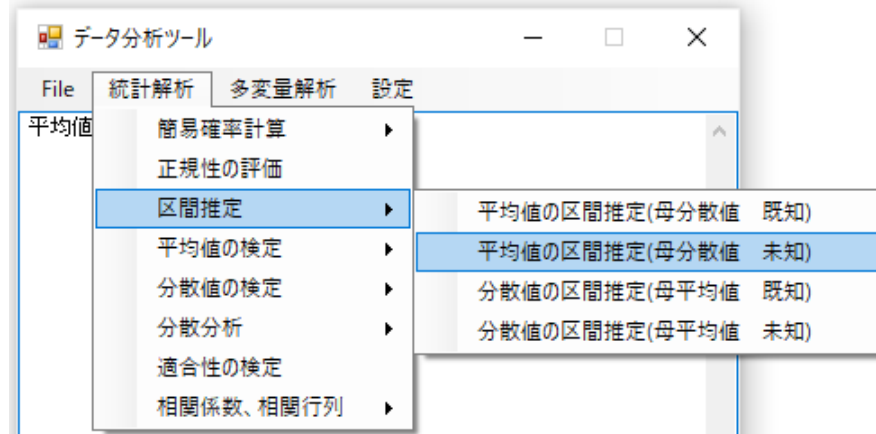 データ分析ツール
File 統計解析 多変量解析 設定
平均値
簡易確率計算
正規性の評価
区間推定
平均値の区間推定(母分散値 既知)
平均値の検定
平均値の区間推定(母分散値 未知)
分散値の検定
分散値の区間推定(母平均値 既知)
分散分析
分散値の区間推定(母平均値 未知)
適合性の検定
相関係数、相関行列